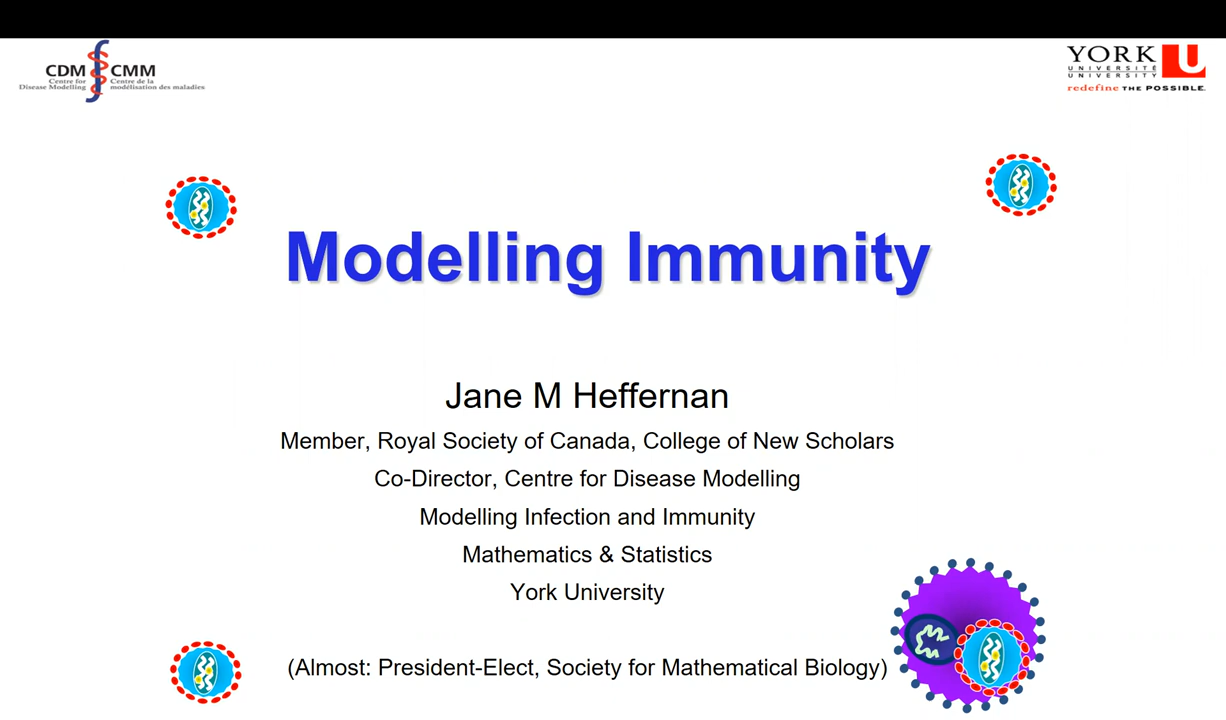 CDM CMM
Centre for Disease Modelling
Centre de la modélisation des maladies
YORK U
UNIVERSITÉ
UNIVERSITY
redefine THE POSSIBLE.
Modelling Immunity
Jane M Heffernan
Member, Royal Society of Canada, College of New Scholars
Co-Director, Centre for Disease Modelling
Modelling Infection and Immunity
Mathematics & Statistics
York University
(Almost: President-Elect, Society for Mathematical Biology)